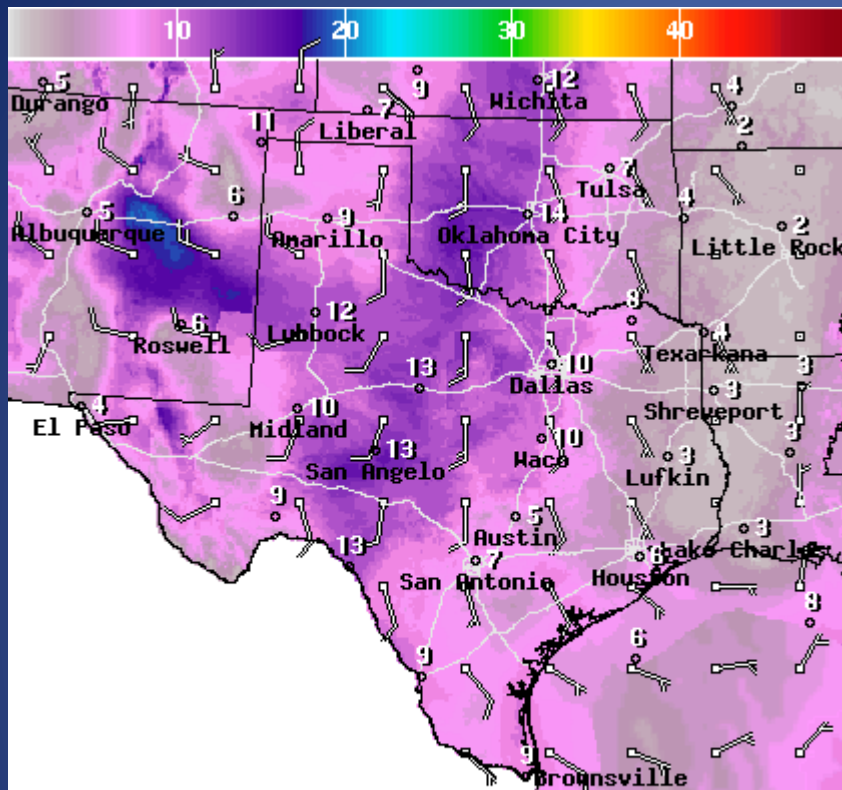 10 20 30 40
5 9 12 4
Durango Wichita
7 Liberal
11 2
7 Tulsa
5 6 9 14 4 2
Albuquerque Amarillo Oklahoma City Little Rock
12 8
6 Lubbock 4
Roswell Texarkana
13 10 3
Dallas
4 10 3
El Paso Midland Shreveport
13 10 3 3
San Angelo Waco Lufkin
9 5 3
Austin Lake Charles
13 7 6
San Antonio Houston
8
9 6
9
Brownsville